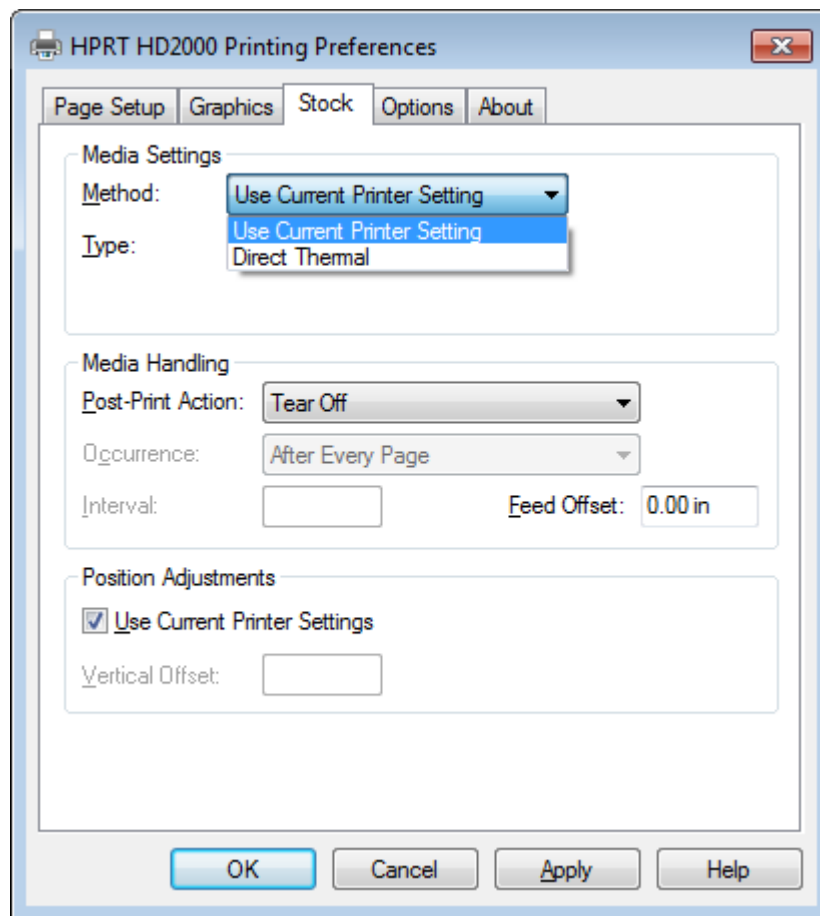 HPRT HD2000 Printing Preferences
Page Setup Graphics Stock Options About
Media Settings
Method: Use Current Printer Setting
Use Current Printer Setting
Type: Direct Thermal
Media Handling
Post-Print Action: Tear Off
Occurrence: After Every Page
Interval: Feed Offset: 0.00 in
Position Adjustments
Use Current Printer Settings
Vertical Offset:
OK Cancel Apply Help